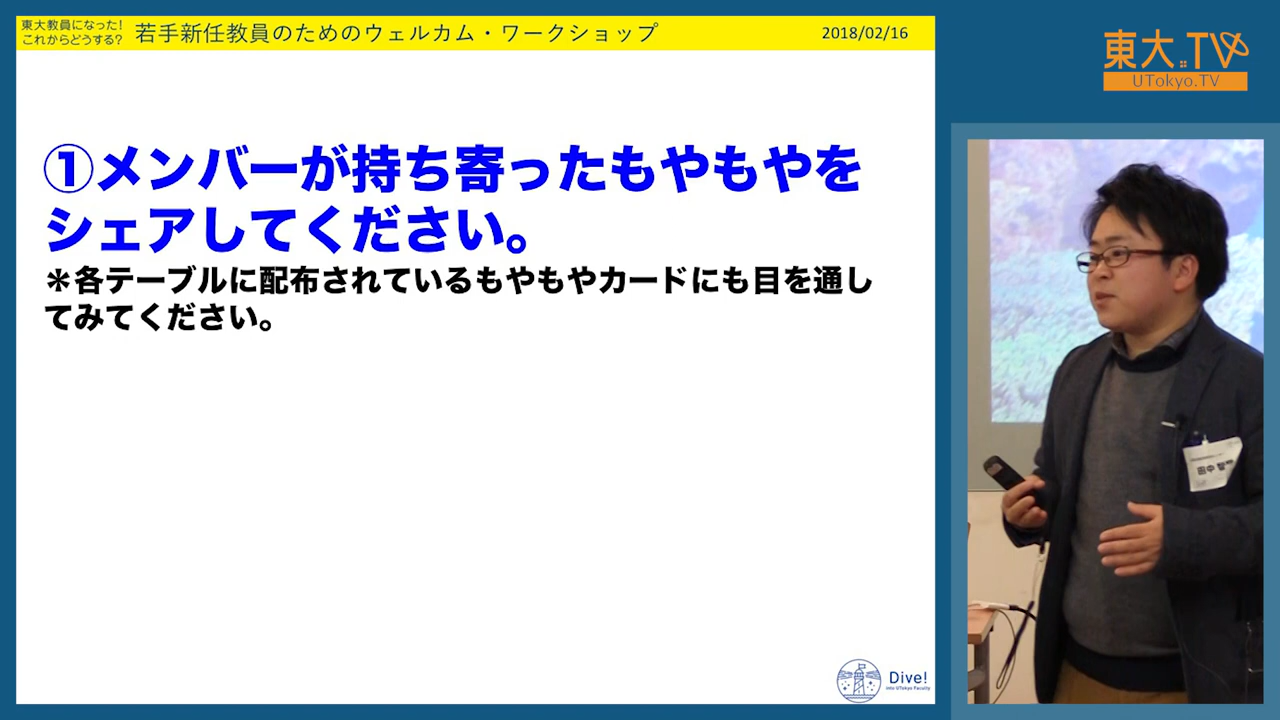 東大教員になった!
これからどうする?
若手新任教員のためのウェルカム・ワークショップ
2018/02/16
東大.TV
UTokyo.TV
①メンバーが持ち寄ったもやもやを
シェアしてください。
＊各テーブルに配布されているもやもやカードにも目を通し
てみてください。
田中
Dive!
into UTokyo Faculty